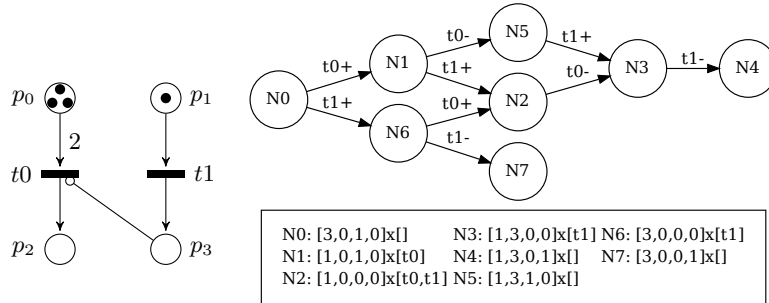 p₀
p₁
2
t0
t1
p₂
p₃
N0
N1
N5
N2
N6
N7
N3
N4
t0+
t1+
t0-
t1+
t0+
t1-
t1+
t0-
t1-
N0: [3,0,1,0]x[] N3: [1,3,0,0]x[t1] N6: [3,0,0,0]x[t1]
N1: [1,0,1,0]x[t0] N4: [1,3,0,1]x[] N7: [3,0,0,1]x[]
N2: [1,0,0,0]x[t0,t1] N5: [1,3,1,0]x[]